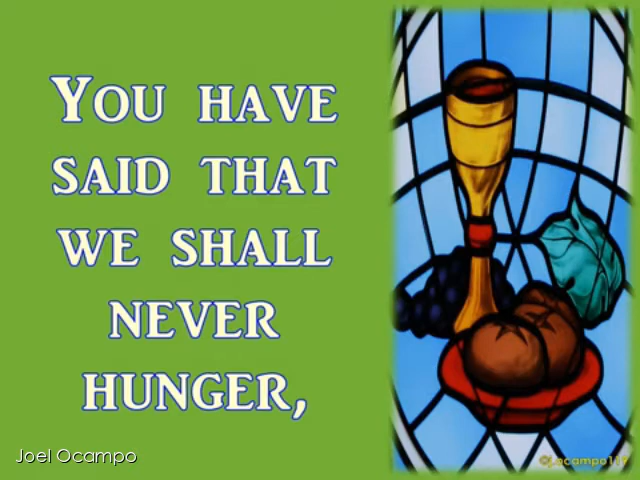 You have
said that
we shall
never
hunger,
Joel Ocampo